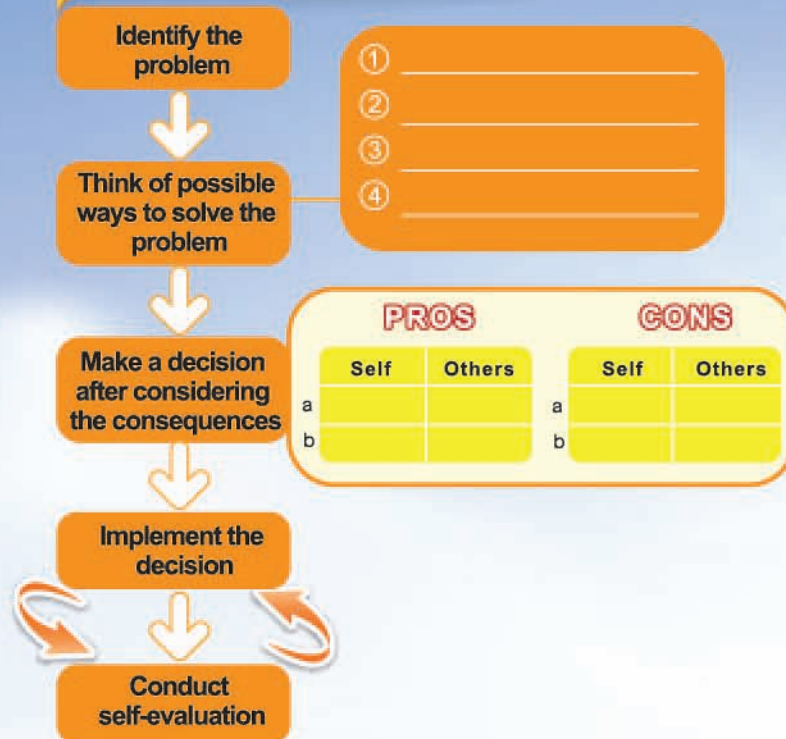 Identify the
problem
①
②
③
④
Think of possible
ways to solve the
problem
PROS
CONS
Self Others
Self Others
a
b
a
b
Make a decision
after considering
the consequences
Implement the
decision
Conduct
self-evaluation